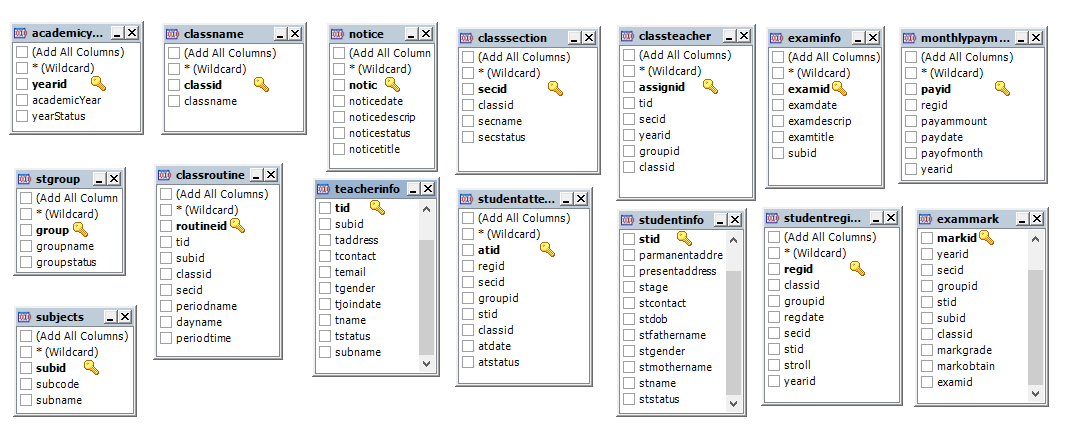 academicy...
(Add All Columns)
* (Wildcard)
yearid
academicYear
yearStatus
classname
(Add All Columns)
* (Wildcard)
classid
classname
notice
(Add All Column
* (Wildcard)
notic
noticedate
noticedescrip
noticestatus
noticetitle
classsection
(Add All Columns)
* (Wildcard)
secid
classid
secname
secstatus
classteacher
(Add All Columns)
* (Wildcard)
assignid
tid
secid
yearid
groupid
classid
examinfo
(Add All Columns)
* (Wildcard)
examid
examdate
examdescrip
examtitle
subid
monthlypaym...
(Add All Columns)
* (Wildcard)
payid
regid
payammount
paydate
payofmonth
yearid
stgroup
(Add All Column
* (Wildcard)
group
groupname
groupstatus
classroutine
(Add All Columns)
* (Wildcard)
routineid
tid
subid
classid
secid
periodname
dayname
periodtime
teacherinfo
tid
subid
taddress
tcontact
temail
tgender
tjoindate
tname
tstatus
subname
studentatte...
(Add All Columns)
* (Wildcard)
atid
regid
secid
groupid
stid
classid
atdate
atstatus
studentinfo
stid
parmanentaddre
presentaddress
stage
stcontact
stdob
stfathername
stgender
stmothername
stname
ststatus
studentregi...
(Add All Columns)
* (Wildcard)
regid
classid
groupid
regdate
secid
stid
stroll
yearid
exammark
markid
yearid
secid
groupid
stid
subid
classid
markgrade
markobtain
examid
subjects
(Add All Columns)
* (Wildcard)
subid
subcode
subname